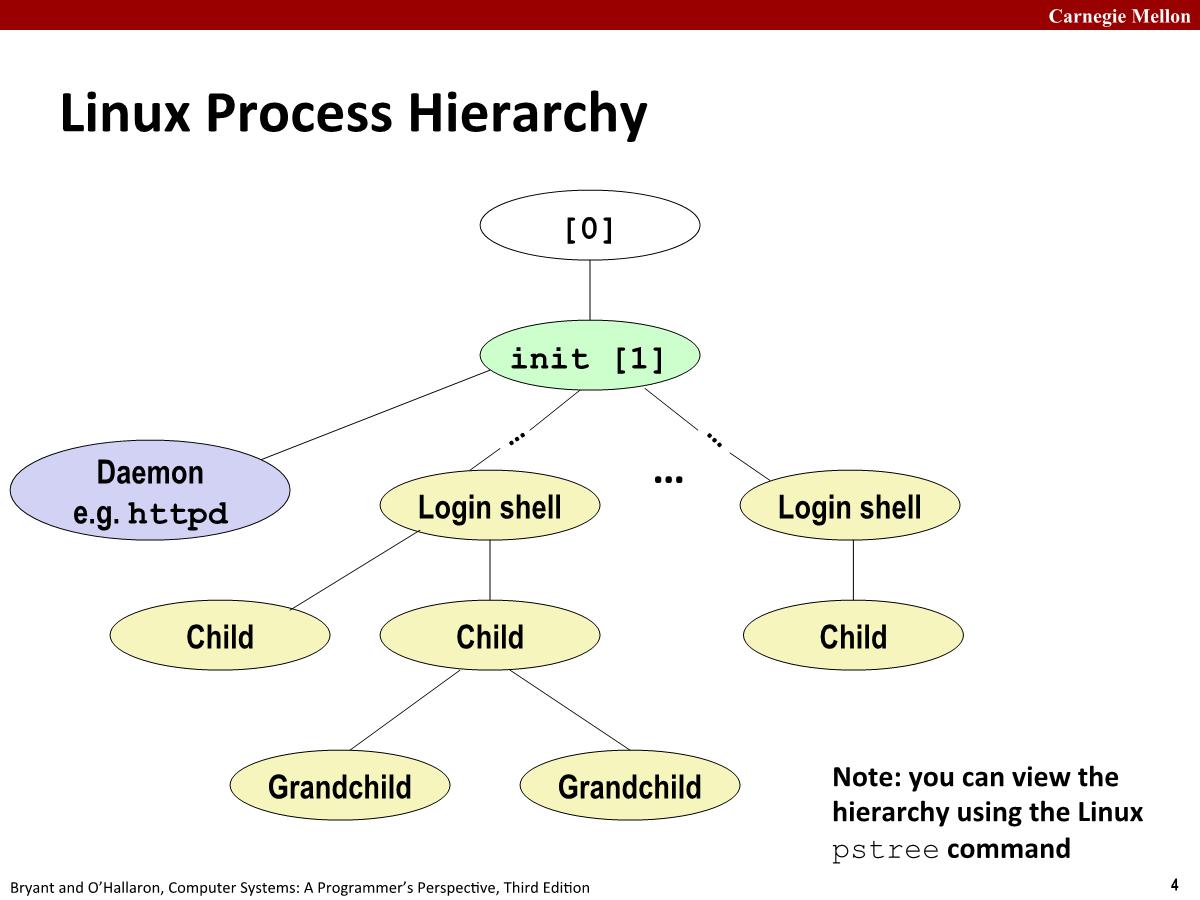 Carnegie Mellon
Linux Process Hierarchy
[0]
init [1]
…
…
…
Daemon
e.g. httpd
Login shell
Login shell
Child
Child
Child
Grandchild
Grandchild
Note: you can view the
hierarchy using the Linux
pstree command
Bryant and O’Hallaron, Computer Systems: A Programmer’s Perspective, Third Edition
4